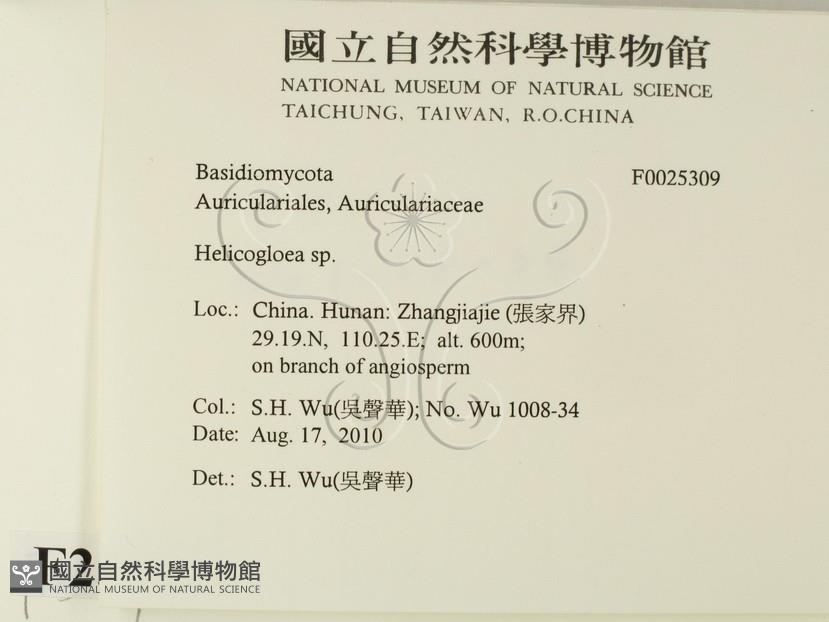 國立自然科學博物館
NATIONAL MUSEUM OF NATURAL SCIENCE
TAICHUNG, TAIWAN, R.O.CHINA
Basidiomycota F0025309
Auriculariales, Auriculariaceae
Helicogloea sp.
Loc.: China. Hunan: Zhangjiajie (張家界)
29.19.N, 110.25.E; alt. 600m;
on branch of angiosperm
Col.: S.H. Wu(吳聲華); No. Wu 1008-34
Date: Aug. 17, 2010
Det.: S.H. Wu(吳聲華)
F2
國立自然科學博物館
NATIONAL MUSEUM OF NATURAL SCIENCE